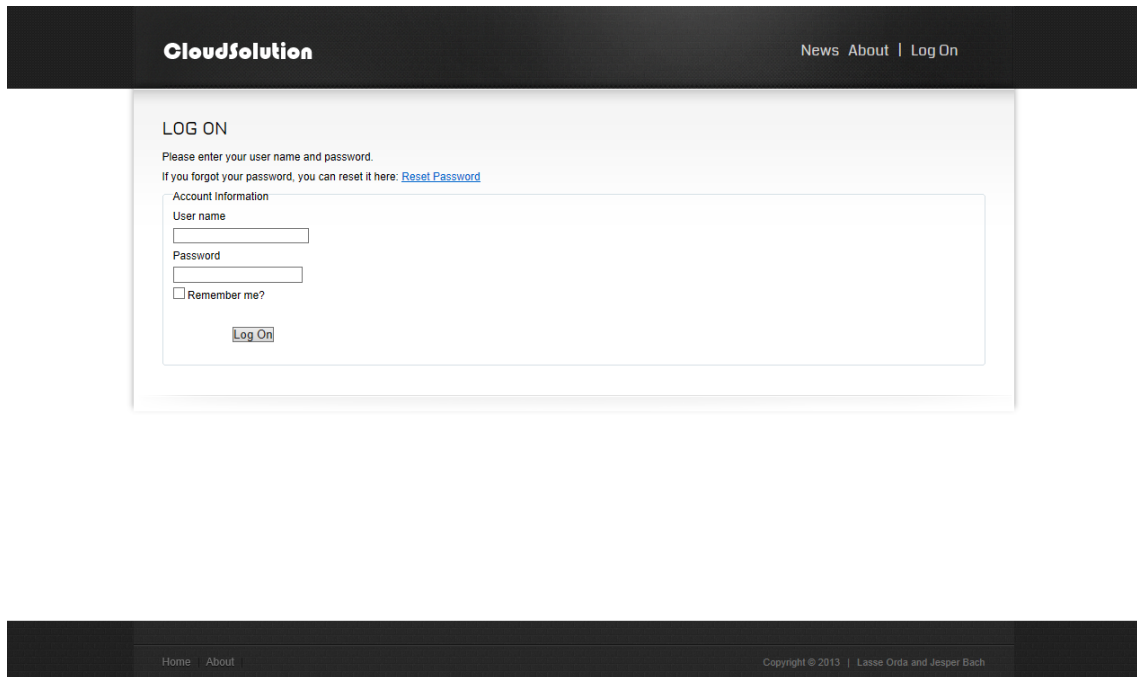 CloudSolution
News About | Log On
LOG ON
Please enter your user name and password.
If you forgot your password, you can reset it here: Reset Password
Account Information
User name
Password
Remember me?
Log On
Home | About |
Copyright © 2013 | Lasse Orda and Jesper Bach